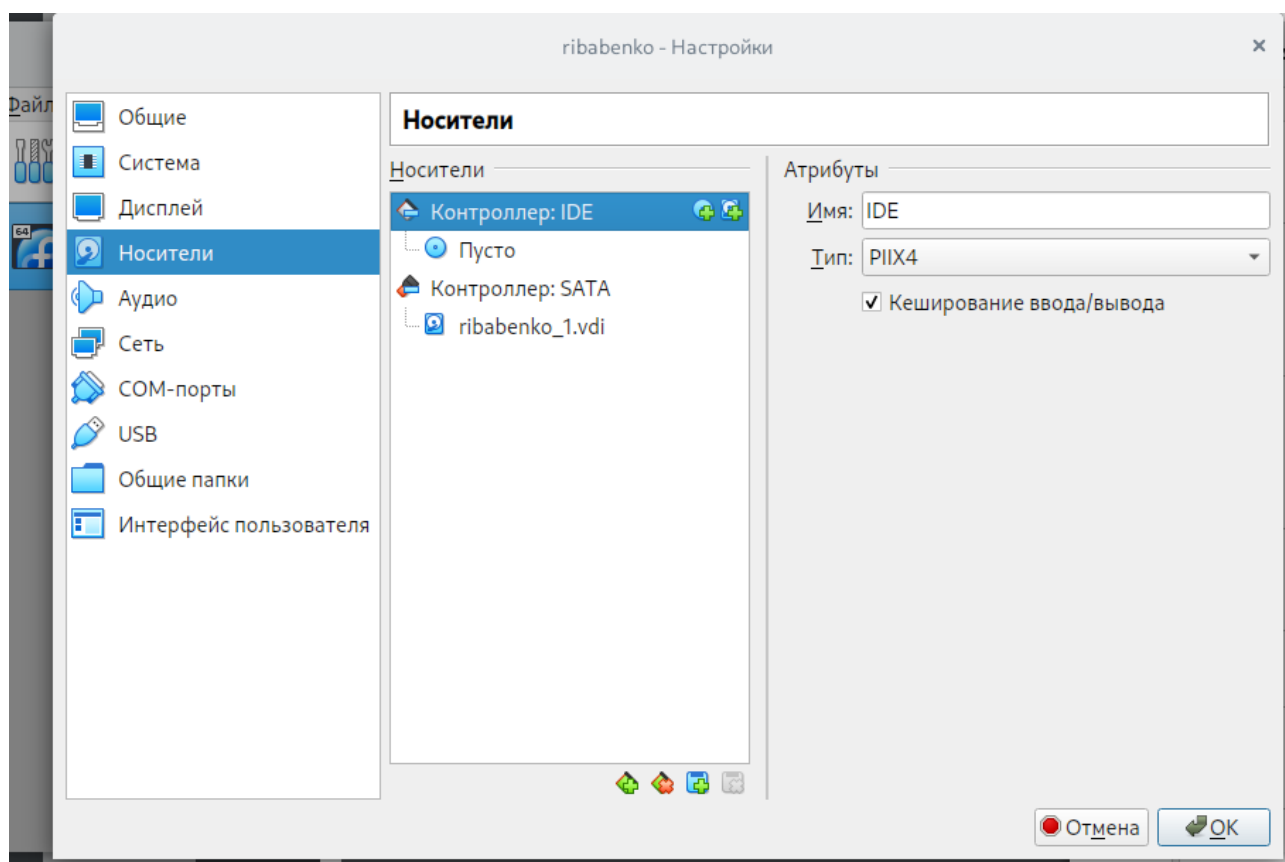 ribabenko - Настройки
Файл
64
Общие
Система
Дисплей
Носители
Аудио
Сеть
COM-порты
USB
Общие папки
Интерфейс пользователя
Носители
Носители
Контроллер: IDE
Пусто
Контроллер: SATA
ribabenko_1.vdi
Атрибуты
Имя: IDE
Тип: PIIX4
Кеширование ввода/вывода
Отмена
OK